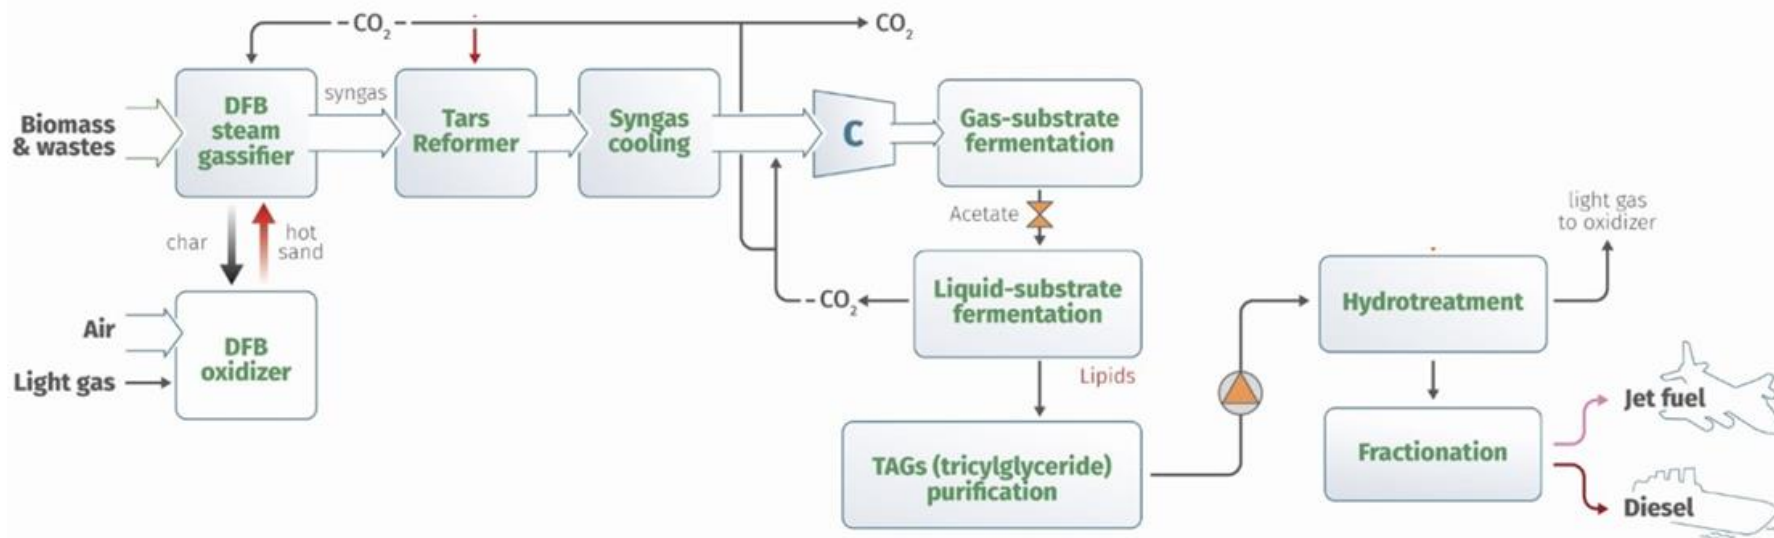 CO2
CO2
Biomass
& wastes
DFB
steam
gassifier
syngas
Tars
Reformer
Syngas
cooling
C
Gas-substrate
fermentation
char
hot
sand
Acetate
light gas
to oxidizer
Air
Light gas
DFB
oxidizer
CO2
Liquid-substrate
fermentation
Hydrotreatment
Lipids
TAGs (tricylglyceride)
purification
Fractionation
Jet fuel
Diesel